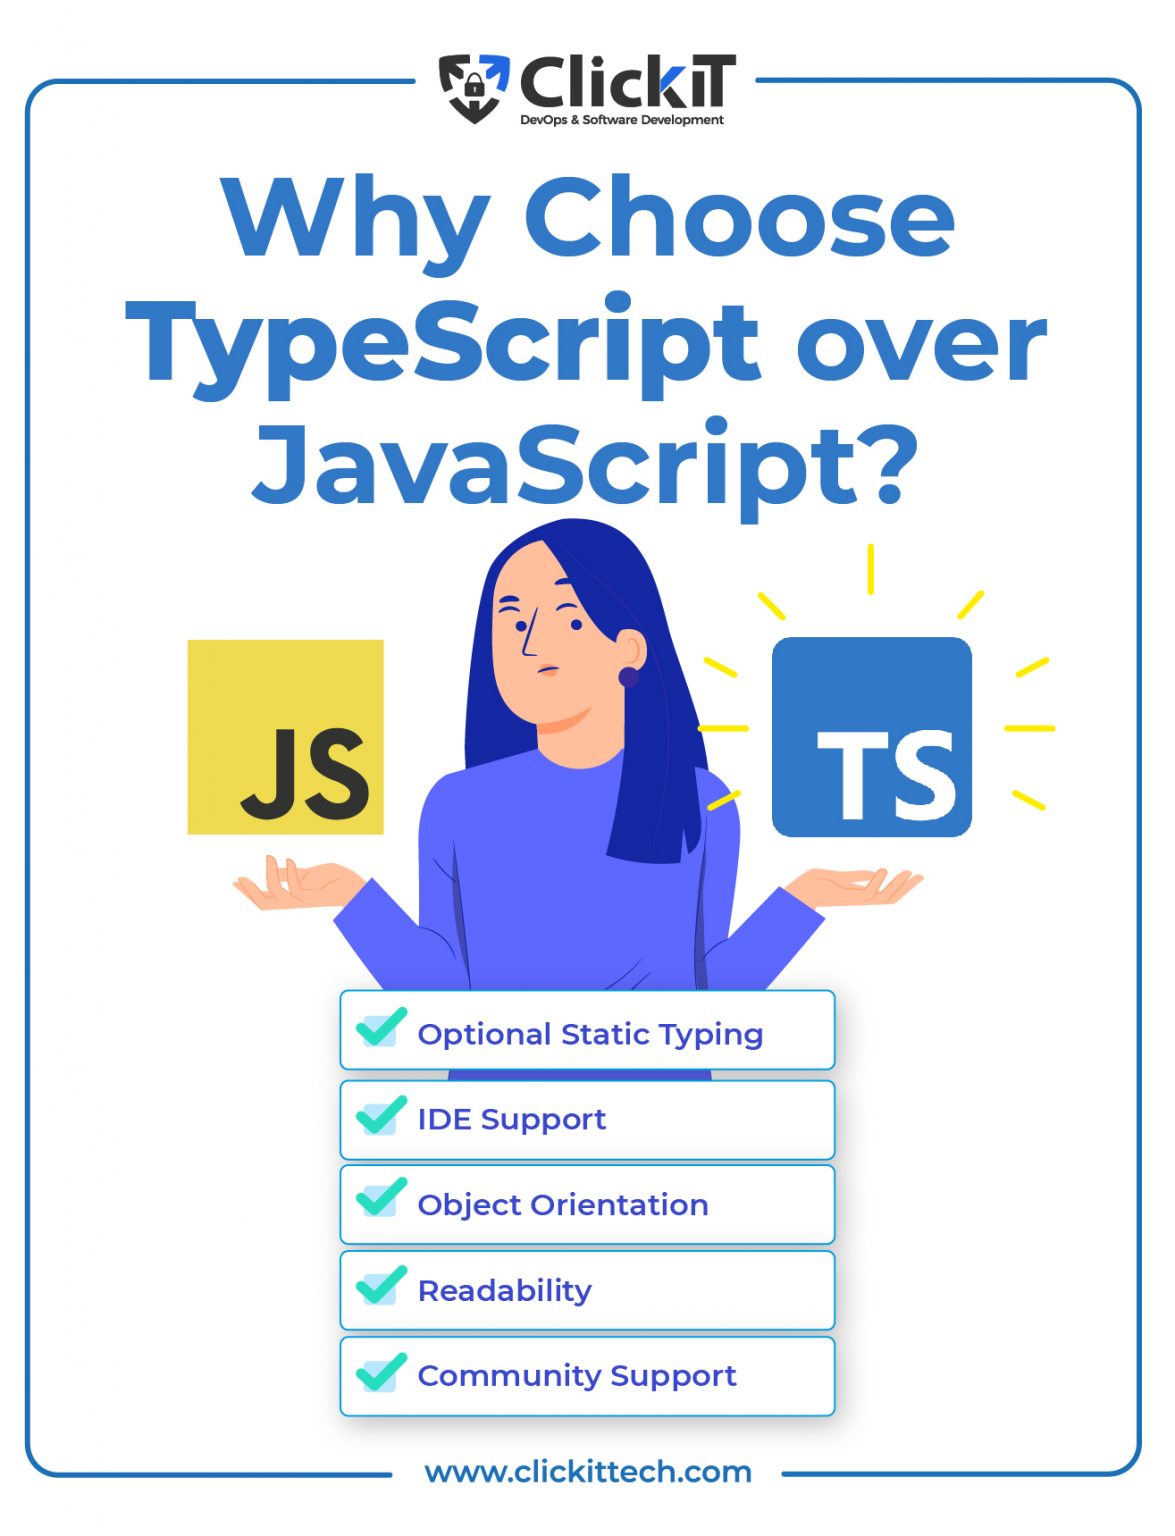 ClickIT
DevOps & Software Development
Why Choose
TypeScript over
JavaScript?
JS
TS
Optional Static Typing
IDE Support
Object Orientation
Readability
Community Support
www.clickittech.com